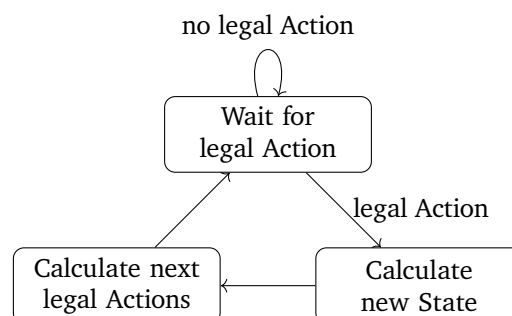 no legal Action
Wait for
legal Action
legal Action
Calculate next
legal Actions
Calculate
new State